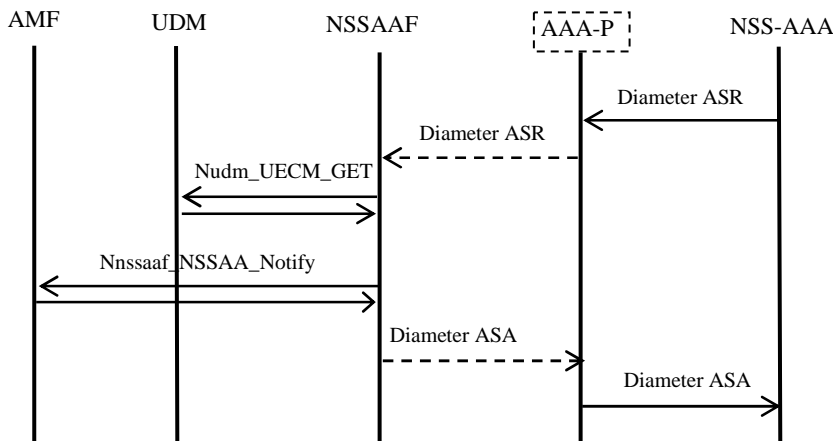 AMF UDM NSSAAF AAA-P NSS-AAA
Diameter ASR
Diameter ASR
Nudm_UECM_GET
Nnssaaf_NSSAA_Notify
Diameter ASA
Diameter ASA